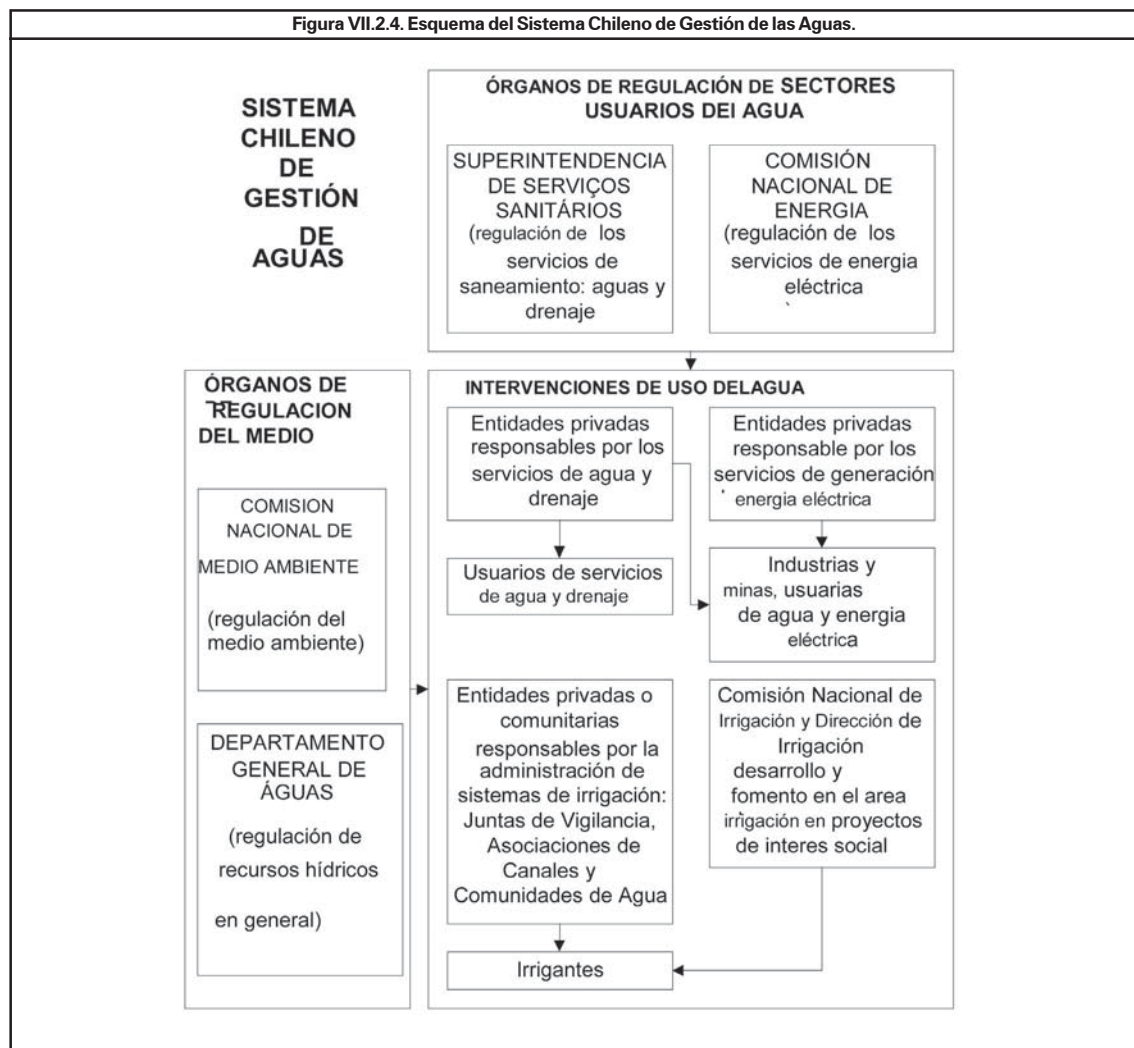 Figura VII.2.4. Esquema del Sistema Chileno de Gestión de las Aguas.
SISTEMA
CHILENO
DE
GESTIÓN
DE
AGUAS
ÓRGANOS DE REGULACIÓN DE SECTORES
USUARIOS DEI AGUA
SUPERINTENDENCIA
DE SERVIÇOS
SANITÁRIOS
(regulación de los
servicios de
saneamiento: aguas y
drenaje
COMISIÓN
NACIONAL DE
ENERGIA
(regulación de los
servicios de energia
eléctrica
ÓRGANOS DE
REGULACION
DEL MEDIO
COMISION
NACIONAL DE
MEDIO AMBIENTE
(regulación del
medio ambiente)
DEPARTAMENTO
GENERAL DE
ÁGUAS
(regulación de
recursos hídricos
en general)
INTERVENCIONES DE USO DELAGUA
Entidades privadas
responsables por los
servicios de agua y
drenaje
Entidades privadas
responsable por los
servicios de generación
energia eléctrica
Usuarios de servicios
de agua y drenaje
Industrias y
minas, usuarias
de agua y energia
eléctrica
Entidades privadas o
comunitarias
responsables por la
administración de
sistemas de irrigación:
Juntas de Vigilancia,
Asociaciones de
Canales y
Comunidades de Agua
Comisión Nacional de
Irrigación y Dirección de
Irrigación
desarrollo y
fomento en el area
irrigación en proyectos
de interes social
Irrigantes